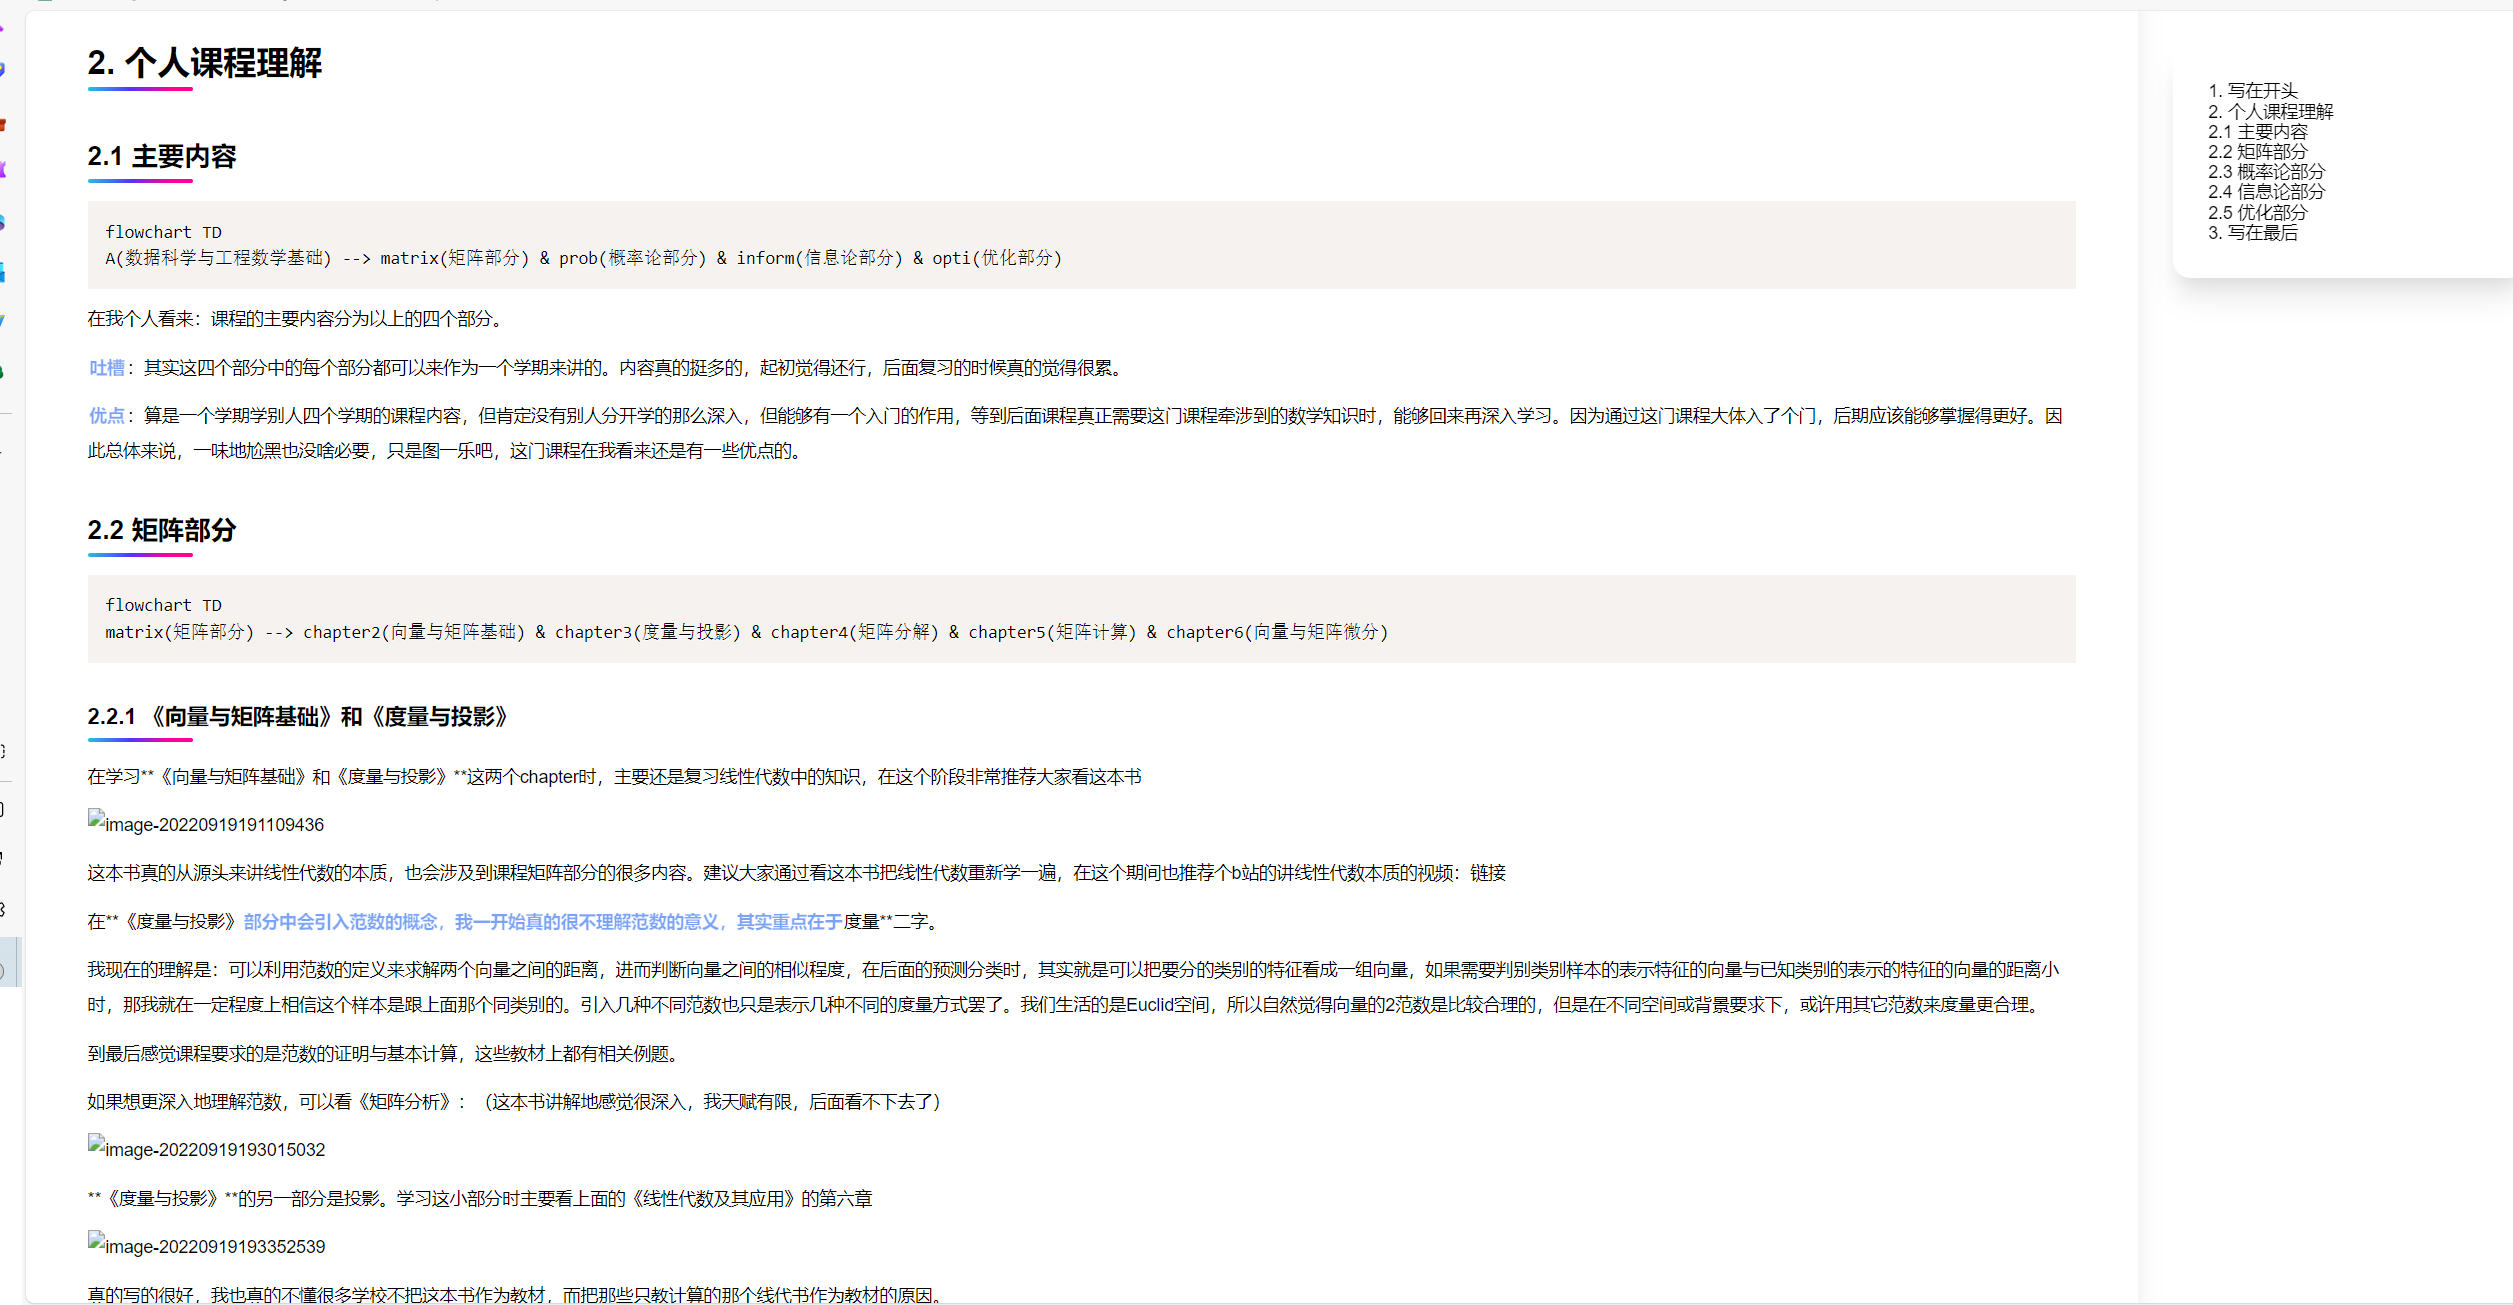 2. 个人课程理解
2.1 主要内容
flowchart TD
A(数据科学与工程数学基础) --> matrix(矩阵部分) & prob(概率论部分) & inform(信息论部分) & opti(优化部分)
在我个人看来：课程的主要内容分为以上的四个部分。
吐槽：其实这四个部分中的每个部分都可以来作为一个学期来讲的。内容真的挺多的，起初觉得还行，后面复习的时候真的觉得很累。
优点：算是一个学期学别人四个学期的课程内容，但肯定没有别人分开学的那么深入，但能够有一个入门的作用，等到后面课程真正需要这门课程牵涉到的数学知识时，能够回来再深入学习。因为通过这门课程大体入了个门，后期应该能够掌握得更好。因
此总体来说，一味地尬黑也没啥必要，只是图一乐吧，这门课程在我看来还是有一些优点的。
2.2 矩阵部分
flowchart TD
matrix(矩阵部分) --> chapter2(向量与矩阵基础) & chapter3(度量与投影) & chapter4(矩阵分解) & chapter5(矩阵计算) & chapter6(向量与矩阵微分)
2.2.1 《向量与矩阵基础》和《度量与投影》
在学习**《向量与矩阵基础》和《度量与投影》**这两个chapter时，主要还是复习线性代数中的知识，在这个阶段非常推荐大家看这本书
image-20220919191109436
这本书真的从源头来讲线性代数的本质，也会涉及到课程矩阵部分的很多内容。建议大家通过看这本书把线性代数重新学一遍，在这个期间也推荐个b站的讲线性代数本质的视频：链接
在**《度量与投影》部分中会引入范数的概念，我一开始真的很不理解范数的意义，其实重点在于度量**二字。
我现在的理解是：可以利用范数的定义来求解两个向量之间的距离，进而判断向量之间的相似程度，在后面的预测分类时，其实就是可以把要分的类别的特征看成一组向量，如果需要判别类别样本的表示特征的向量与已知类别的表示的特征的向量的距离小
时，那我就在一定程度上相信这个样本是跟上面那个同类别的。引入几种不同范数也只是表示几种不同的度量方式罢了。我们生活的是Euclid空间，所以自然觉得向量的2范数是比较合理的，但是在不同空间或背景要求下，或许用其它范数来度量更合理。
到最后感觉课程要求的是范数的证明与基本计算，这些教材上都有相关例题。
如果想更深入地理解范数，可以看《矩阵分析》：（这本书讲解地感觉很深入，我天赋有限，后面看不下去了）
image-20220919193015032
**《度量与投影》**的另一部分是投影。学习这小部分时主要看上面的《线性代数及其应用》的第六章
image-20220919193352539
真的写的很好，我也真的不懂很多学校不把这本书作为教材，而把那些只教计算的那个线代书作为教材的原因。
1. 写在开头
2. 个人课程理解
2.1 主要内容
2.2 矩阵部分
2.3 概率论部分
2.4 信息论部分
2.5 优化部分
3. 写在最后